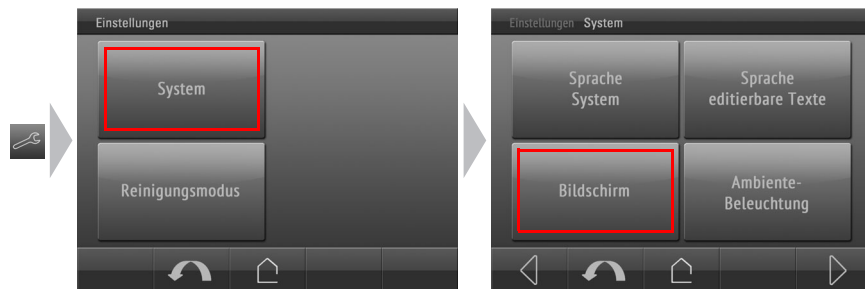 Einstellungen
System
Reinigungsmodus
Einstellungen System
Sprache
System
Sprache
editierbare Texte
Bildschirm
Ambiente-
Beleuchtung